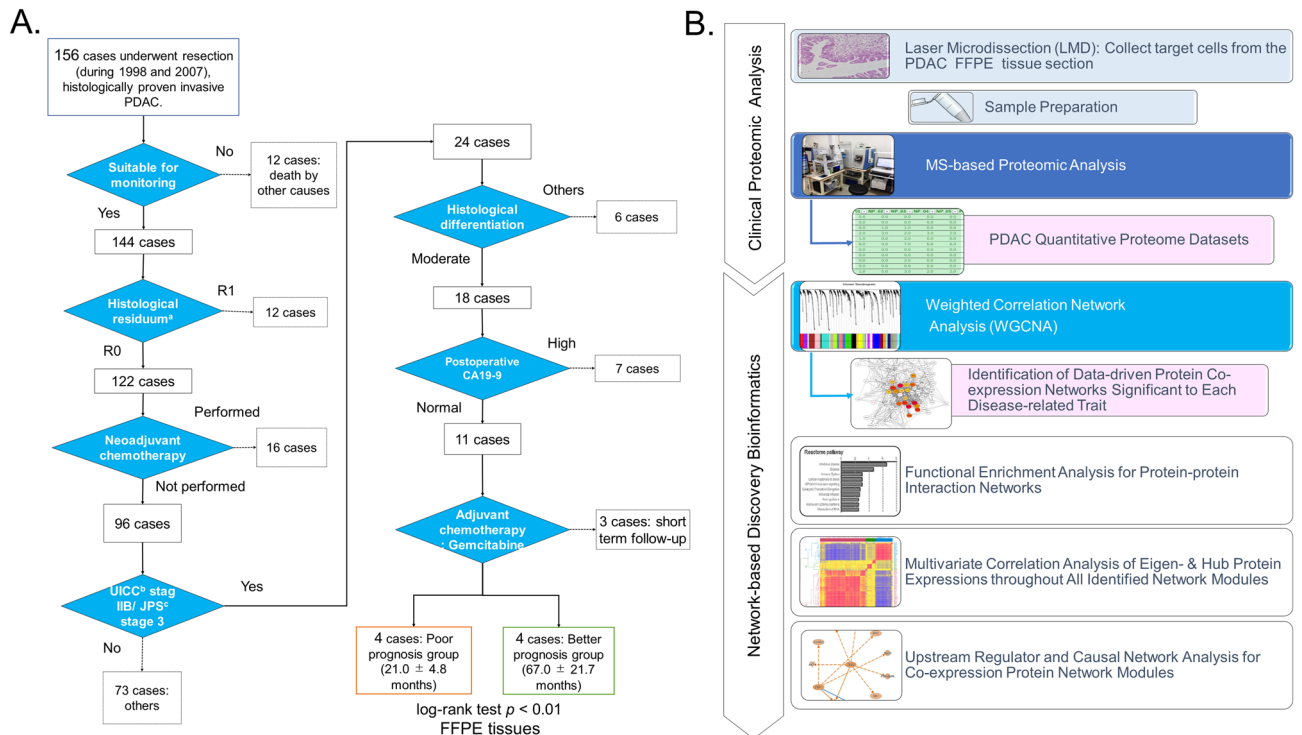 A.
156 cases underwent resection
(during 1998 and 2007),
histologically proven invasive
PDAC.
Suitable for
monitoring
No
12 cases:
death by
other causes
Yes
144 cases
Histological
residuumᵃ
R1
12 cases
R0
122 cases
Neoadjuvant
chemotherapy
Performed
16 cases
Not performed
96 cases
UICCᵇ stag
IIB/ JPSᶜ
stage 3
Yes
No
73 cases:
others
24 cases
Histological
differentiation
Others
6 cases
Moderate
18 cases
Postoperative
CA19-9
High
7 cases
Normal
11 cases
Adjuvant
chemotherapy
: Gemcitabine
3 cases: short
term follow-up
4 cases: Poor
prognosis group
(21.0 ± 4.8
months)
4 cases: Better
prognosis group
(67.0 ± 21.7
months)
log-rank test p < 0.01
FFPE tissues
B.
Clinical Proteomic Analysis
Laser Microdissection (LMD): Collect target cells from the
PDAC FFPE tissue section
Sample Preparation
MS-based Proteomic Analysis
PDAC Quantitative Proteome Datasets
Network-based Discovery Bioinformatics
Weighted Correlation Network
Analysis (WGCNA)
Identification of Data-driven Protein Co-
expression Networks Significant to Each
Disease-related Trait
Reactome pathway
Functional Enrichment Analysis for Protein-protein
Interaction Networks
Multivariate Correlation Analysis of Eigen- & Hub Protein
Expressions throughout All Identified Network Modules
Upstream Regulator and Causal Network Analysis for
Co-expression Protein Network Modules